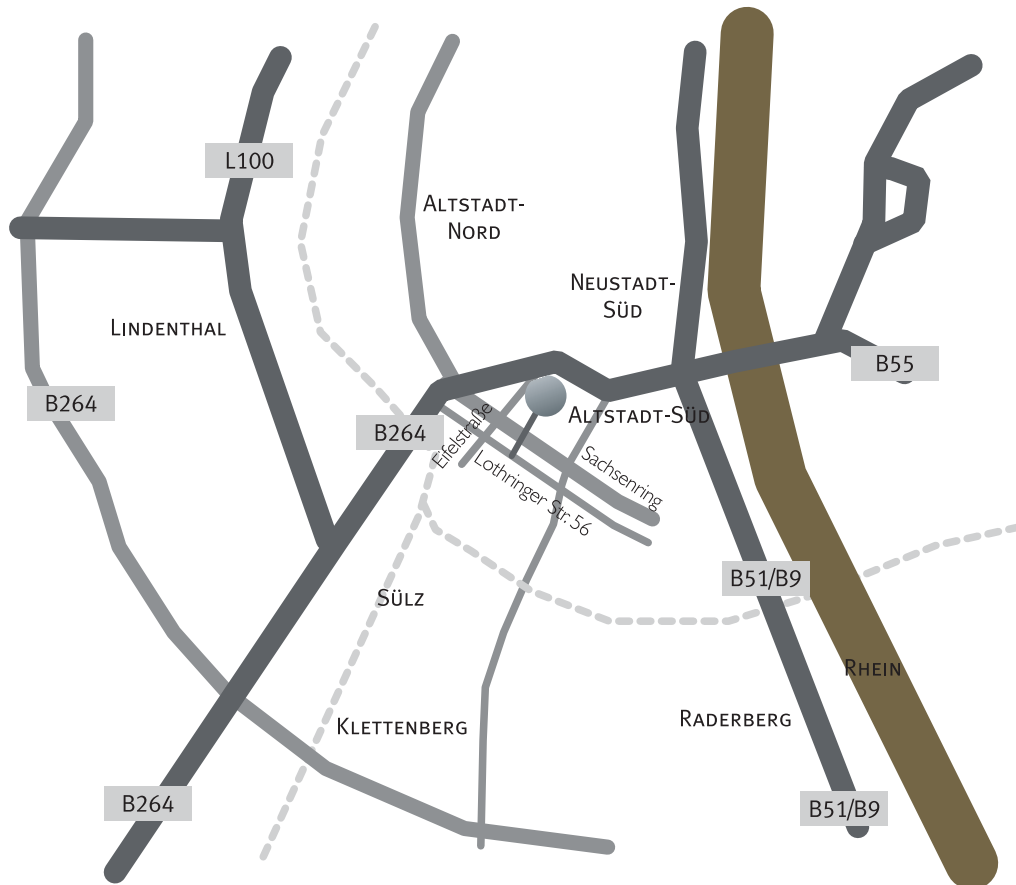 L100
ALTSTADT-
NORD
NEUSTADT-
SÜD
LINDENTHAL
B55
B264
B264
Eifelstraße
ALTSTADT-SÜD
Sachsenring
Lothringer Str. 56
B51/B9
SÜLZ
RHEIN
RADERBERG
KLETTENBERG
B264
B51/B9